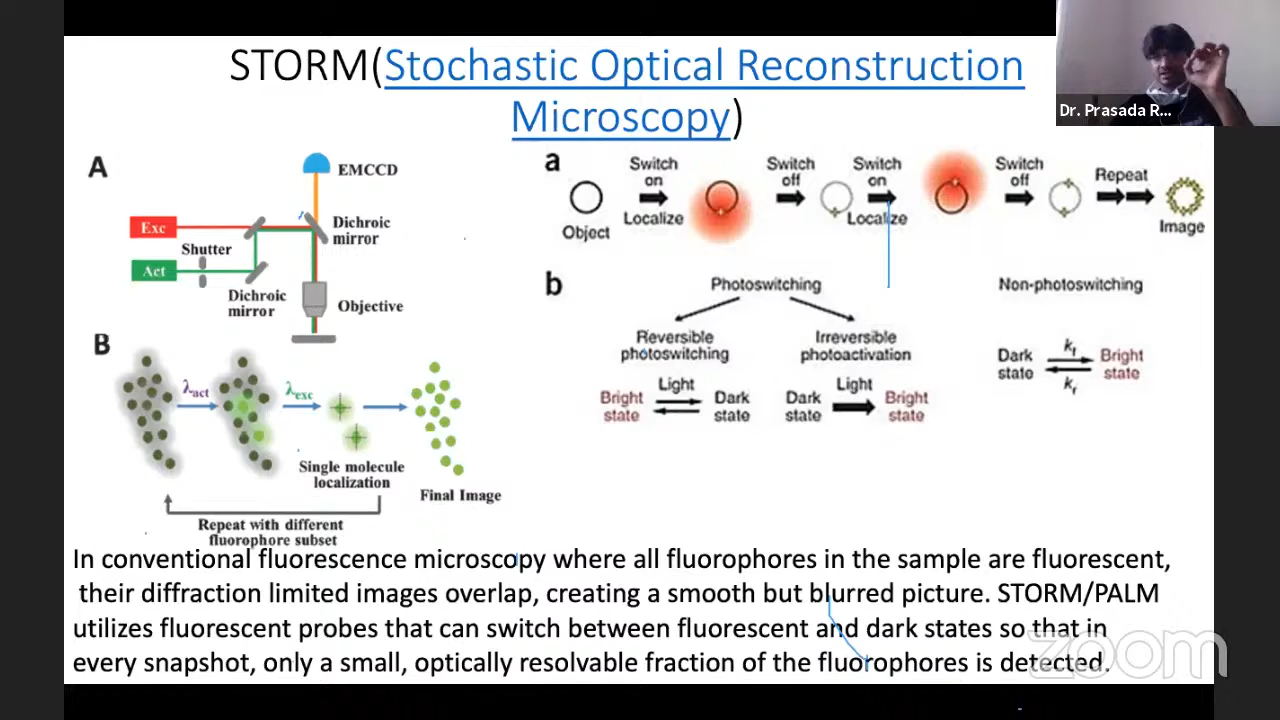 STORM(Stochastic Optical Reconstruction
Microscopy)
Dr. Prasada R...
A
EMCCD
Exc
Dichroic
mirror
Shutter
Act
Dichroic
mirror
Objective
B
λact
λexc
Single molecule
localization
Final Image
Repeat with different
fluorophore subset
a
Switch
on
Localize
Switch
off
Switch
on
Localize
Switch
off
Repeat
Object
Image
b
Photoswitching
Non-photoswitching
Reversible
photoswitching
Irreversible
photoactivation
Bright
state
Light
Dark
state
Dark
state
Light
Bright
state
Dark
state
kf
kr
Bright
state
In conventional fluorescence microscopy where all fluorophores in the sample are fluorescent,
their diffraction limited images overlap, creating a smooth but blurred picture. STORM/PALM
utilizes fluorescent probes that can switch between fluorescent and dark states so that in
every snapshot, only a small, optically resolvable fraction of the fluorophores is detected.
zoom